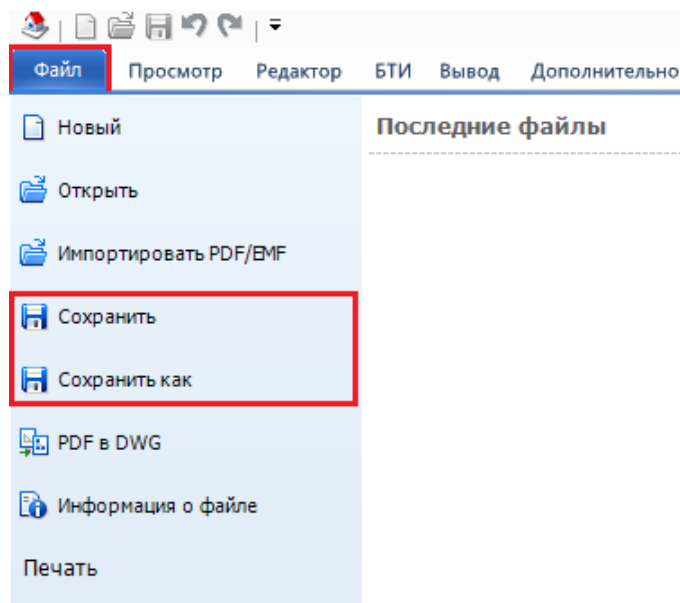 Файл Просмотр Редактор БТИ Вывод Дополнительно
Новый
Открыть
Импортировать PDF/EMF
Сохранить
Сохранить как
PDF в DWG
Информация о файле
Печать
Последние файлы